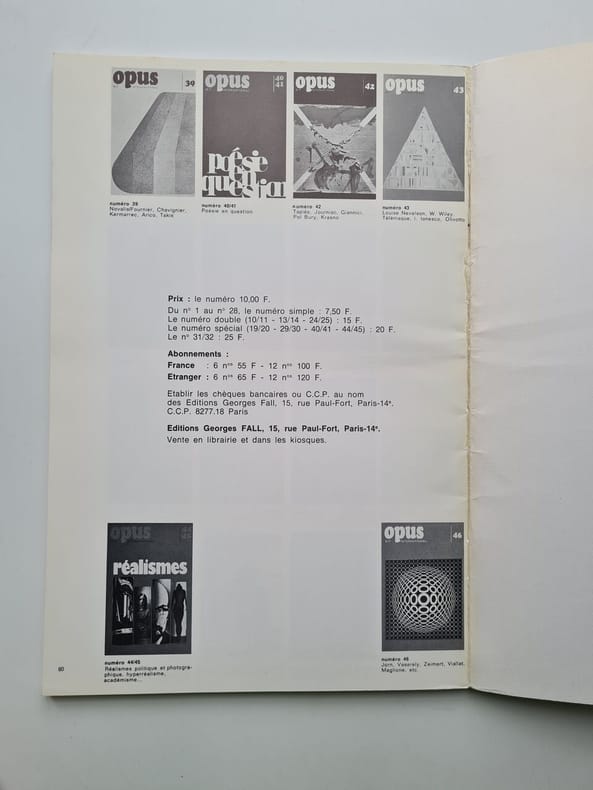 opus
39
numéro 39
Novalis/Fournier, Chavignier,
Kermarrec, Arico, Takis
opus
40
41
poésie
question
numéro 40/41
Poésie en question
opus
42
numéro 42
Tapiès, Journiac, Giannici,
Pol Bury, Krasno
opus
43
numéro 43
Louise Nevelson, W. Wiley,
Télémaque, I. Ionesco, Olivotto
Prix : le numéro 10,00 F.
Du n° 1 au n° 28, le numéro simple : 7,50 F.
Le numéro double (10/11 - 13/14 - 24/25) : 15 F.
Le numéro spécial (19/20 - 29/30 - 40/41 - 44/45) : 20 F.
Le n° 31/32 : 25 F.
Abonnements :
France : 6 nos 55 F - 12 nos 100 F.
Etranger : 6 nos 65 F - 12 nos 120 F.
Etablir les chèques bancaires ou C.C.P. au nom
des Editions Georges Fall, 15, rue Paul-Fort, Paris-14e.
C.C.P. 8277.18 Paris
Editions Georges FALL, 15, rue Paul-Fort, Paris-14e.
Vente en librairie et dans les kiosques.
opus
réalismes
numéro 44/45
Réalismes politique et photogra-
phique, hyperréalisme,
académisme...
opus
46
numéro 46
Jorn, Vasarely, Zeimert, Viallat,
Maglione, etc.
80